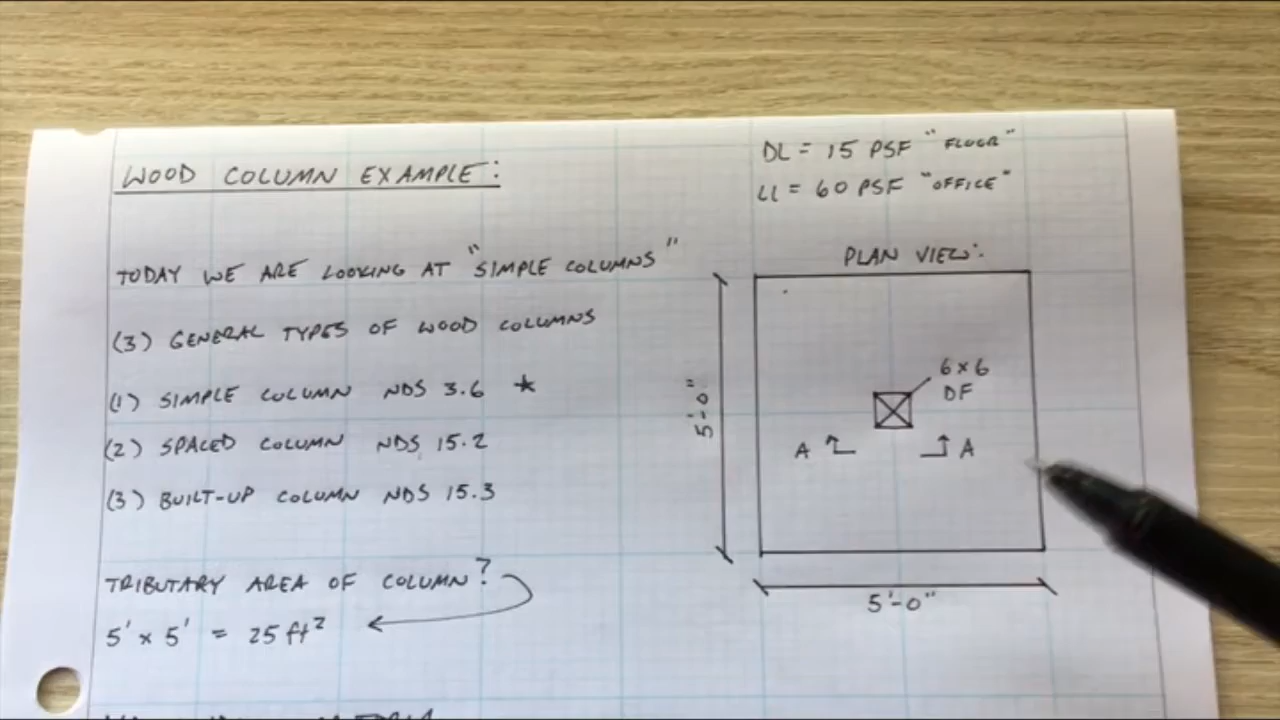 WOOD COLUMN EXAMPLE:
TODAY WE ARE LOOKING AT "SIMPLE COLUMNS"
(3) GENERAL TYPES OF WOOD COLUMNS
(1) SIMPLE COLUMN NDS 3.6 ★
(2) SPACED COLUMN NDS 15.2
(3) BUILT-UP COLUMN NDS 15.3
TRIBUTARY AREA OF COLUMN?
5' x 5' = 25 ft²
DL = 15 PSF "FLOOR"
LL = 60 PSF "OFFICE"
PLAN VIEW:
6x6
DF
A A
5'-0"
5'-0"